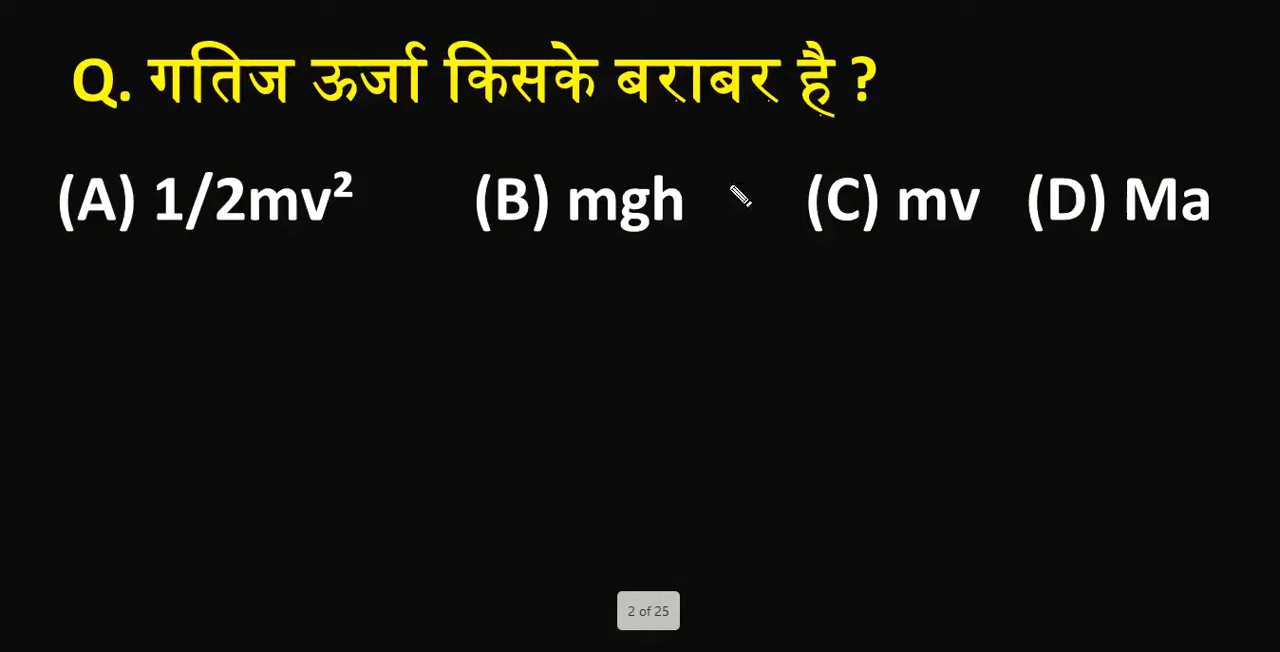 Q. गतिज ऊर्जा किसके बराबर है ?
(A) 1/2mv² (B) mgh (C) mv (D) Ma
2 of 25